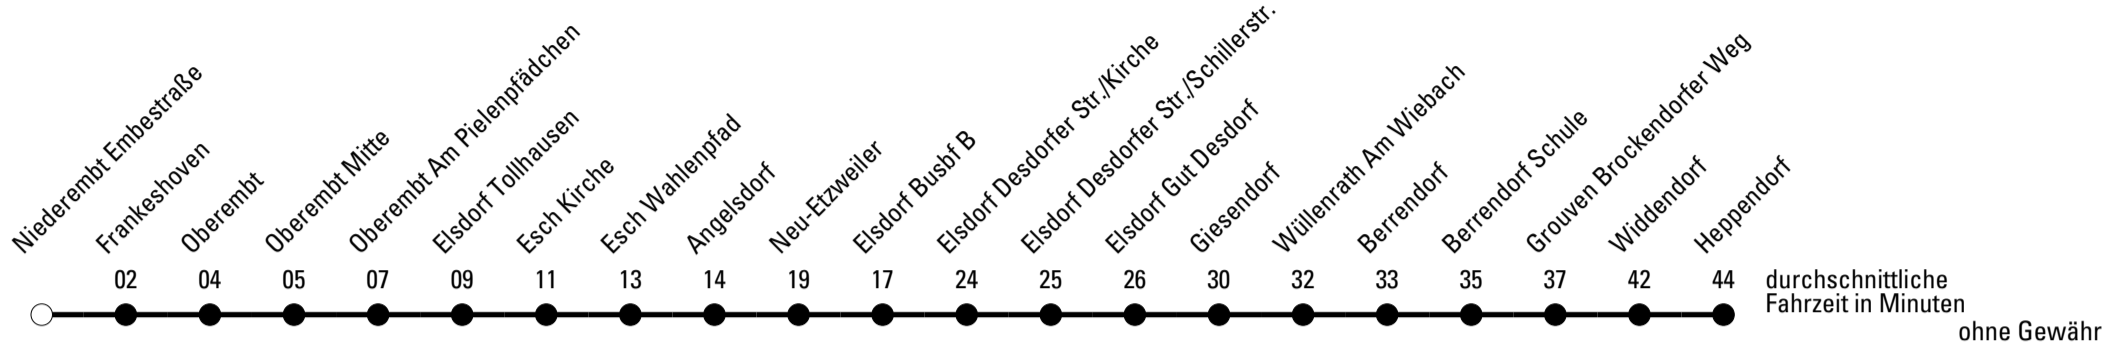 Niederembt Embestraße
Frankeshoven
Oberembt
Oberembt Mitte
Oberembt Am Pielenpfädchen
Elsdorf Tollhausen
Esch Kirche
Esch Wahlenpfad
Angelsdorf
Neu-Etzweiler
Elsdorf Busbf B
Elsdorf Desdorfer Str./Kirche
Elsdorf Desdorfer Str./Schillerstr.
Elsdorf Gut Desdorf
Giesendorf
Wüllenrath Am Wiebach
Berrendorf
Berrendorf Schule
Grouven Brockendorfer Weg
Widdendorf
Heppendorf
02 04 05 07 09 11 13 14 19 17 24 25 26 30 32 33 35 37 42 44
durchschnittliche
Fahrzeit in Minuten
ohne Gewähr